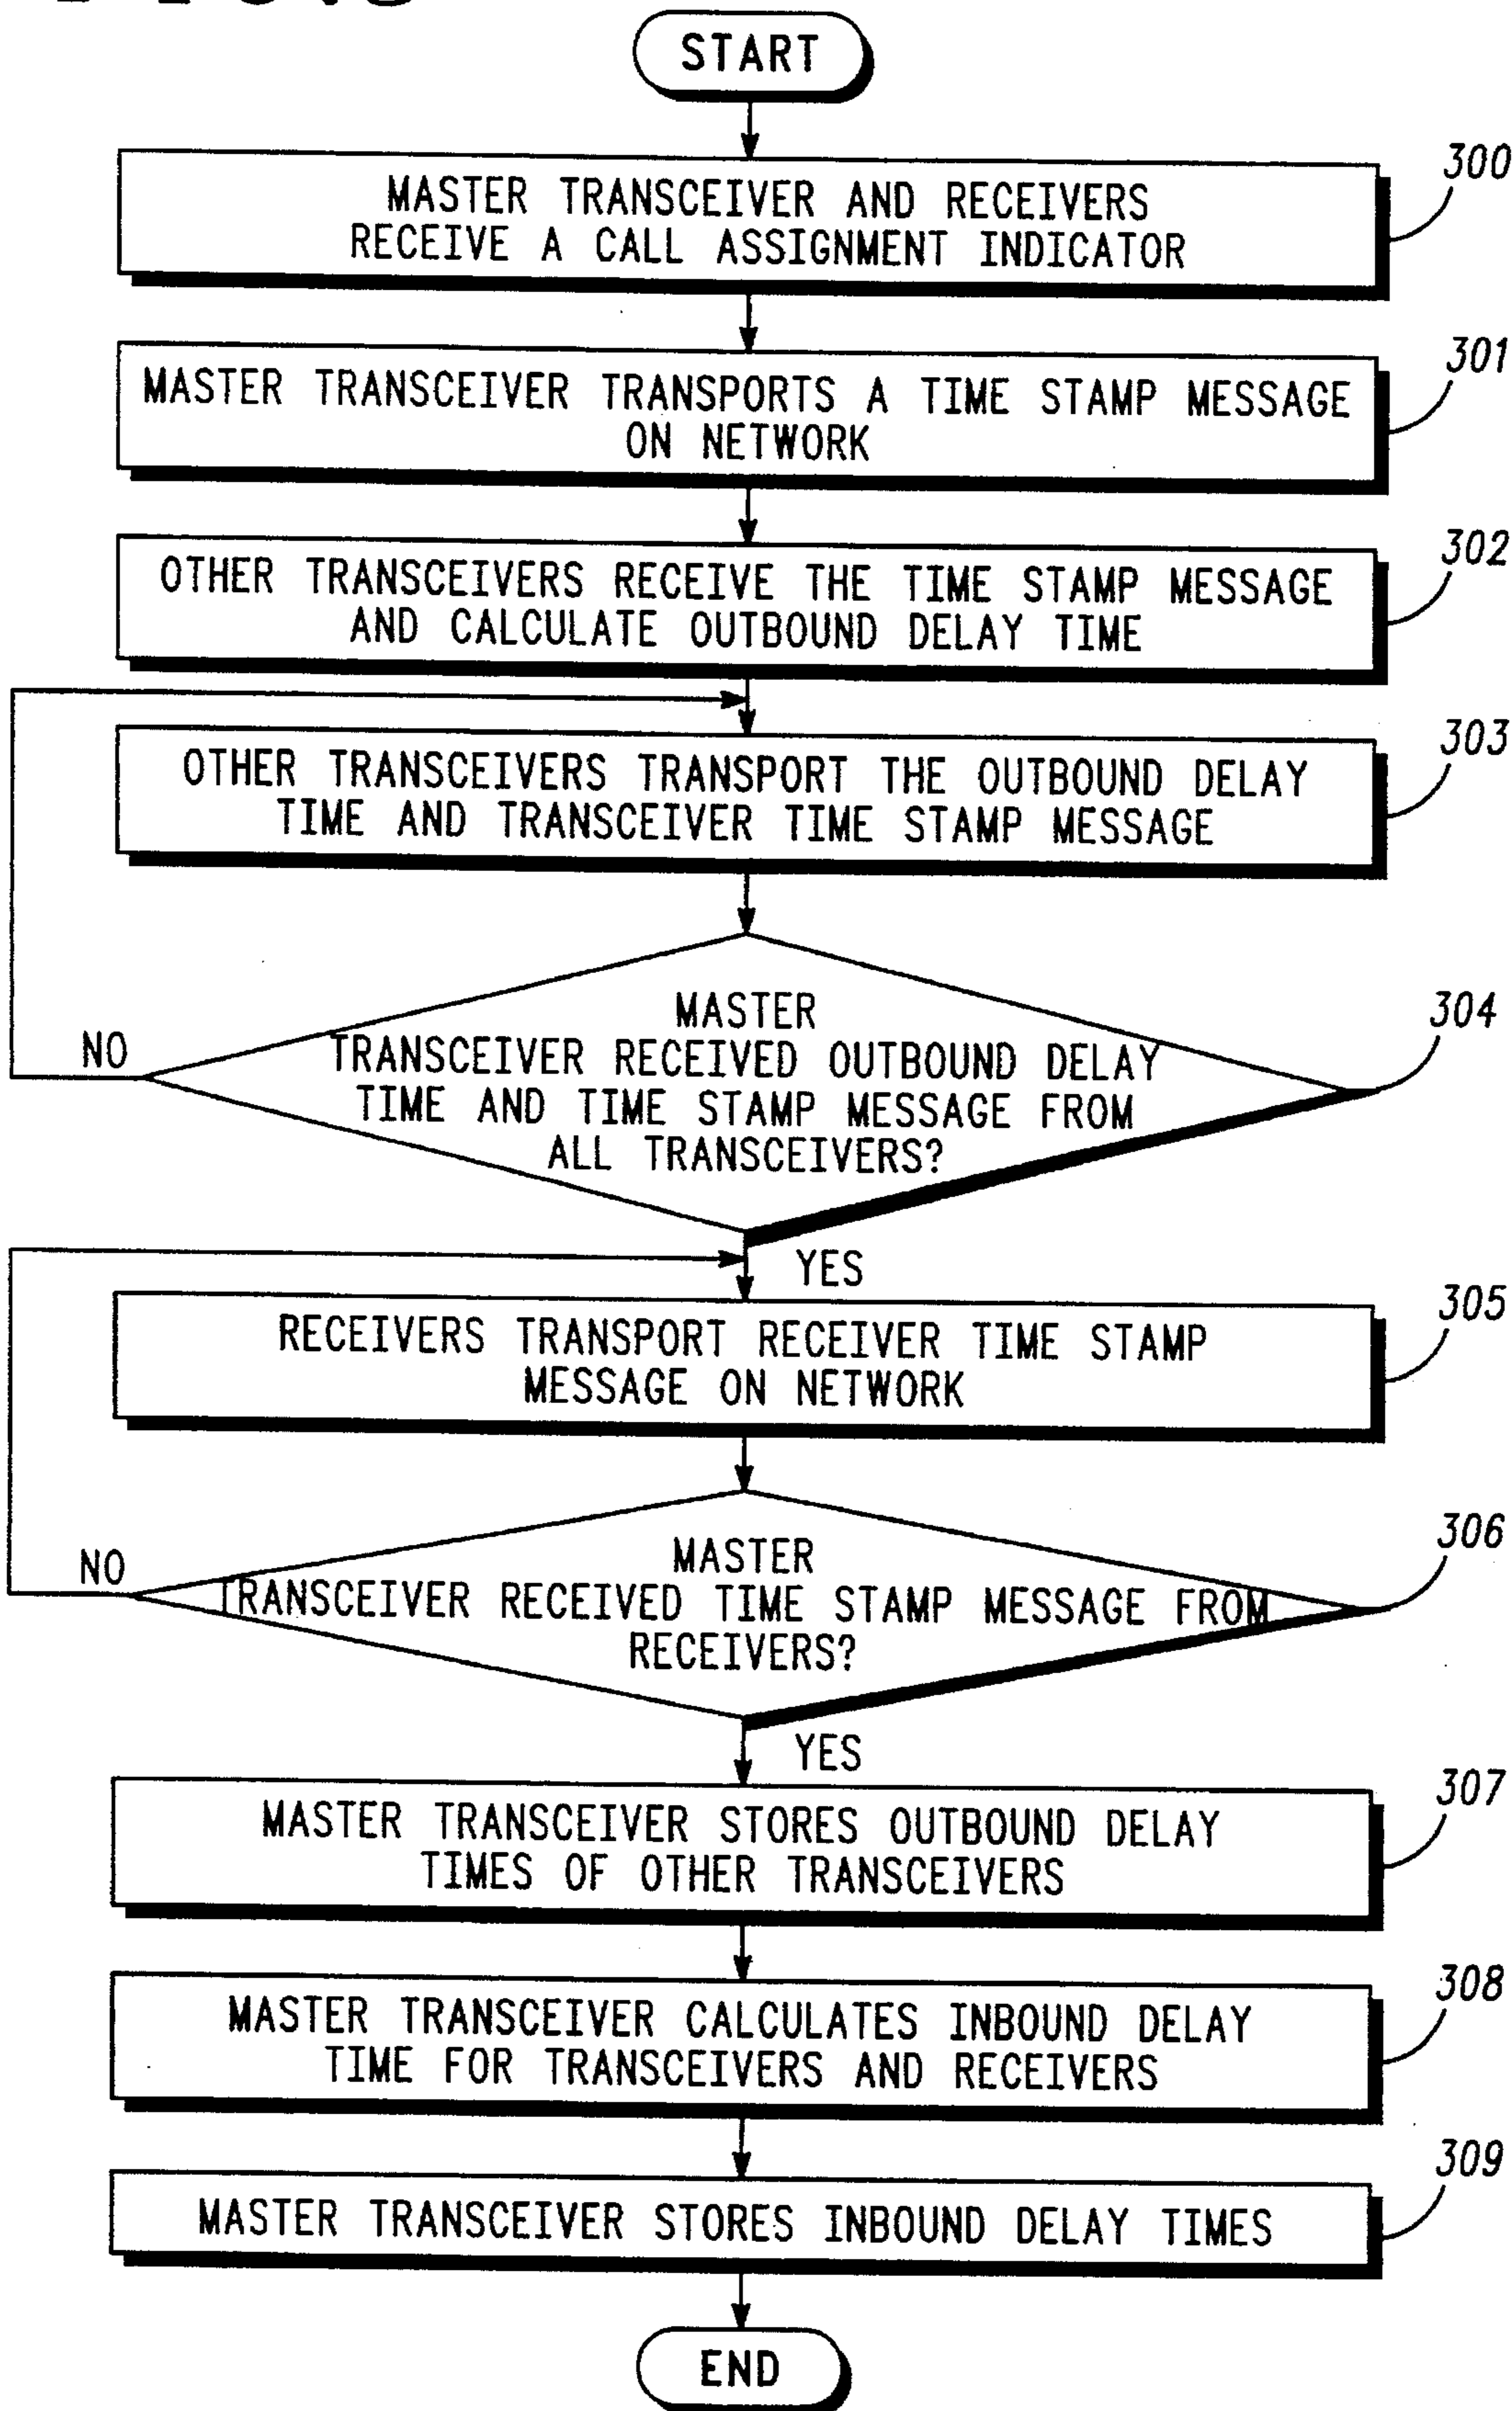 START
300
MASTER TRANSCEIVER AND RECEIVERS
RECEIVE A CALL ASSIGNMENT INDICATOR
301
MASTER TRANSCEIVER TRANSPORTS A TIME STAMP MESSAGE
ON NETWORK
302
OTHER TRANSCEIVERS RECEIVE THE TIME STAMP MESSAGE
AND CALCULATE OUTBOUND DELAY TIME
303
OTHER TRANSCEIVERS TRANSPORT THE OUTBOUND DELAY
TIME AND TRANSCEIVER TIME STAMP MESSAGE
304
MASTER
TRANSCEIVER RECEIVED OUTBOUND DELAY
TIME AND TIME STAMP MESSAGE FROM
ALL TRANSCEIVERS?
NO
YES
305
RECEIVERS TRANSPORT RECEIVER TIME STAMP
MESSAGE ON NETWORK
306
MASTER
TRANSCEIVER RECEIVED TIME STAMP MESSAGE FROM
RECEIVERS?
NO
YES
307
MASTER TRANSCEIVER STORES OUTBOUND DELAY
TIMES OF OTHER TRANSCEIVERS
308
MASTER TRANSCEIVER CALCULATES INBOUND DELAY
TIME FOR TRANSCEIVERS AND RECEIVERS
309
MASTER TRANSCEIVER STORES INBOUND DELAY TIMES
END